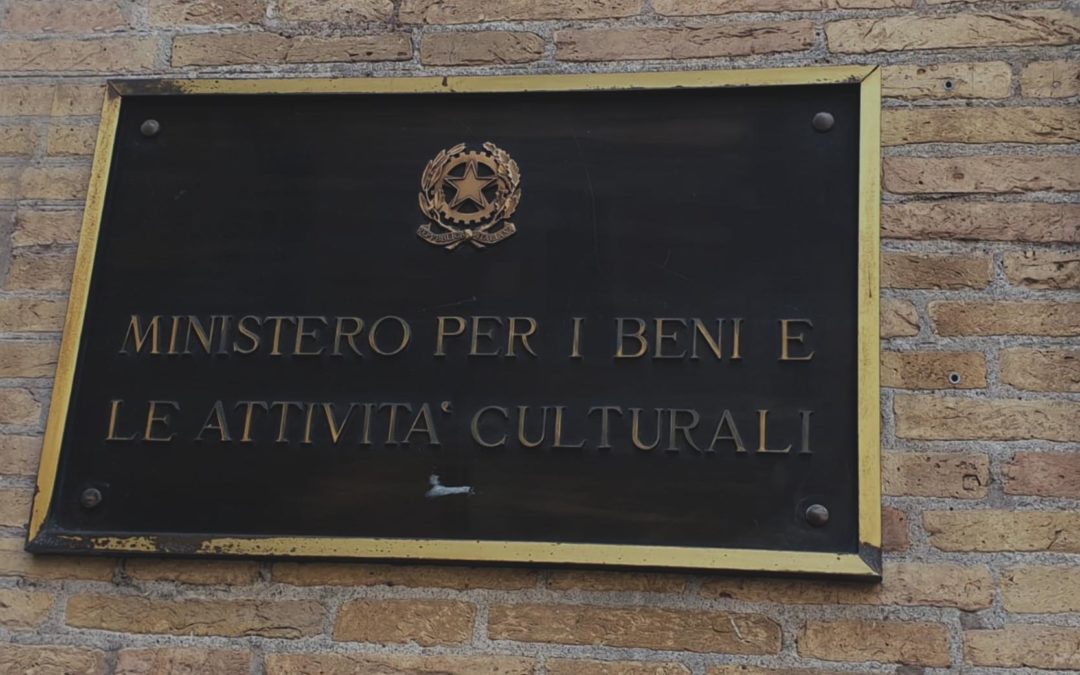 MINISTERO PER I BENI E
LE ATTIVITA' CULTURALI